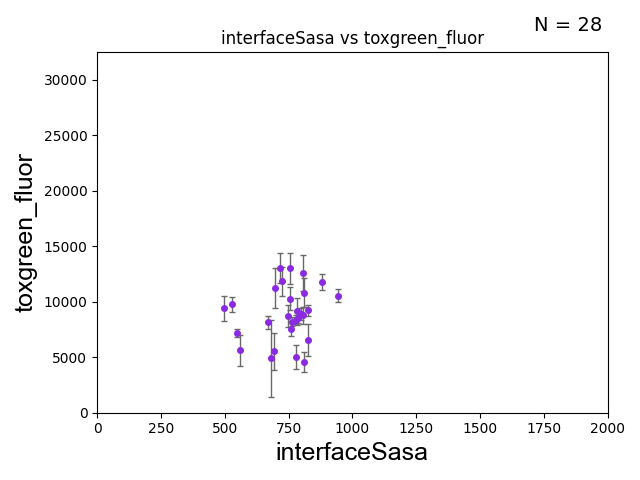 N = 28
interfaceSasa vs toxgreen_fluor
30000
25000
20000
15000
10000
5000
0
toxgreen_fluor
0 250 500 750 1000 1250 1500 1750 2000
interfaceSasa